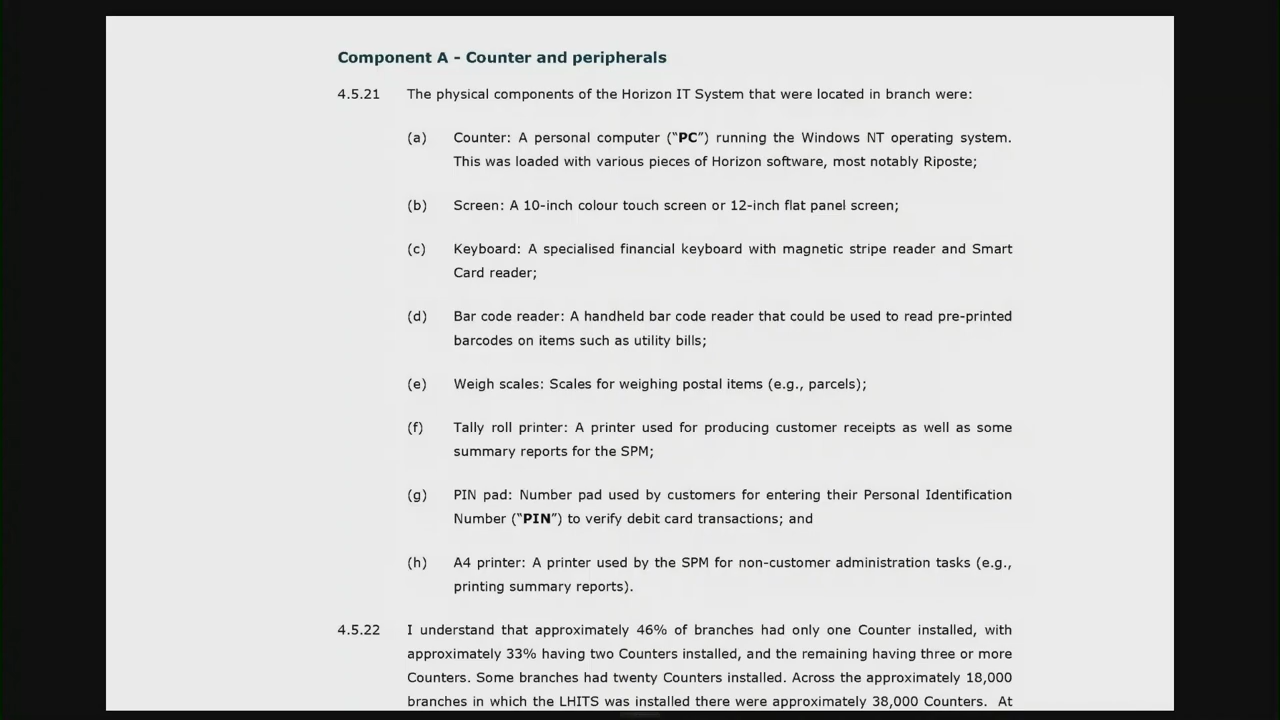 Component A - Counter and peripherals
4.5.21 The physical components of the Horizon IT System that were located in branch were:
(a) Counter: A personal computer (“PC”) running the Windows NT operating system.
This was loaded with various pieces of Horizon software, most notably Riposte;
(b) Screen: A 10-inch colour touch screen or 12-inch flat panel screen;
(c) Keyboard: A specialised financial keyboard with magnetic stripe reader and Smart
Card reader;
(d) Bar code reader: A handheld bar code reader that could be used to read pre-printed
barcodes on items such as utility bills;
(e) Weigh scales: Scales for weighing postal items (e.g., parcels);
(f) Tally roll printer: A printer used for producing customer receipts as well as some
summary reports for the SPM;
(g) PIN pad: Number pad used by customers for entering their Personal Identification
Number (“PIN”) to verify debit card transactions; and
(h) A4 printer: A printer used by the SPM for non-customer administration tasks (e.g.,
printing summary reports).
4.5.22 I understand that approximately 46% of branches had only one Counter installed, with
approximately 33% having two Counters installed, and the remaining having three or more
Counters. Some branches had twenty Counters installed. Across the approximately 18,000
branches in which the LHITS was installed there were approximately 38,000 Counters. At